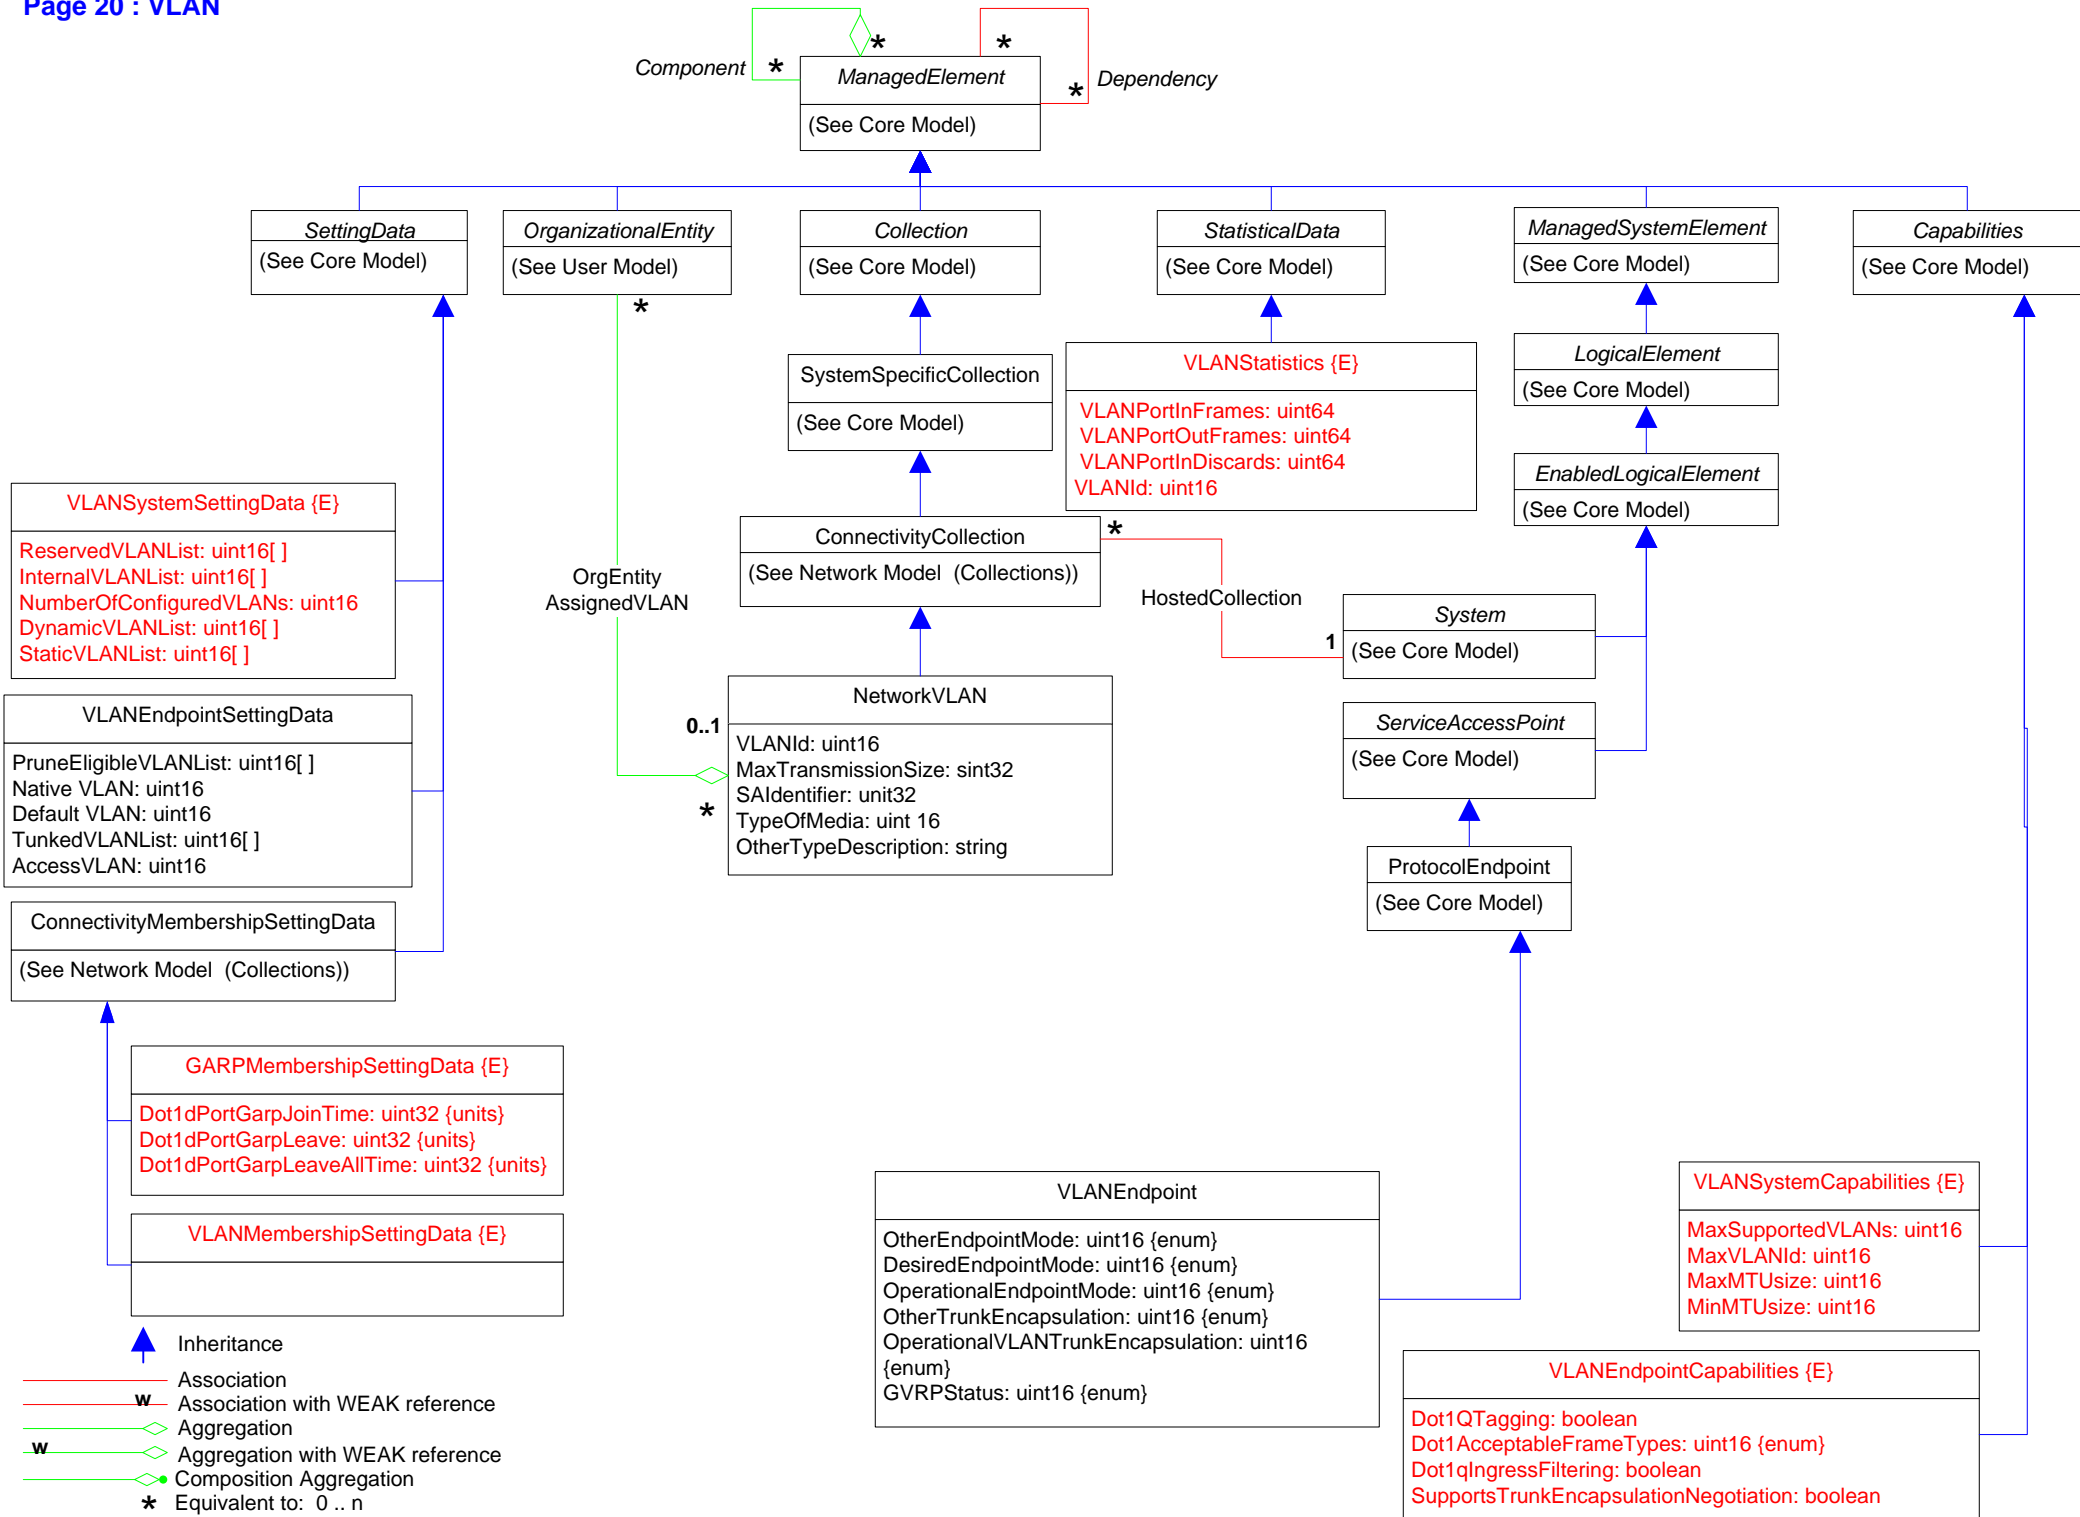 Page 20 : VLAN
Component
*
*
*
*
Dependency
ManagedElement
(See Core Model)
SettingData
(See Core Model)
OrganizationalEntity
(See User Model)
*
Collection
(See Core Model)
StatisticalData
(See Core Model)
ManagedSystemElement
(See Core Model)
Capabilities
(See Core Model)
SystemSpecificCollection
(See Core Model)
VLANStatistics {E}
VLANPortInFrames: uint64
VLANPortOutFrames: uint64
VLANPortInDiscards: uint64
VLANId: uint16
LogicalElement
(See Core Model)
EnabledLogicalElement
(See Core Model)
VLANSystemSettingData {E}
ReservedVLANList: uint16[ ]
InternalVLANList: uint16[ ]
NumberOfConfiguredVLANs: uint16
DynamicVLANList: uint16[ ]
StaticVLANList: uint16[ ]
OrgEntity
AssignedVLAN
ConnectivityCollection
(See Network Model (Collections))
*
HostedCollection
1
System
(See Core Model)
VLANEndpointSettingData
PruneEligibleVLANList: uint16[ ]
Native VLAN: uint16
Default VLAN: uint16
TunkedVLANList: uint16[ ]
AccessVLAN: uint16
0..1
*
NetworkVLAN
VLANId: uint16
MaxTransmissionSize: sint32
SAIdentifier: unit32
TypeOfMedia: uint 16
OtherTypeDescription: string
ServiceAccessPoint
(See Core Model)
ProtocolEndpoint
(See Core Model)
ConnectivityMembershipSettingData
(See Network Model (Collections))
GARPMembershipSettingData {E}
Dot1dPortGarpJoinTime: uint32 {units}
Dot1dPortGarpLeave: uint32 {units}
Dot1dPortGarpLeaveAllTime: uint32 {units}
VLANMembershipSettingData {E}
VLANEndpoint
OtherEndpointMode: uint16 {enum}
DesiredEndpointMode: uint16 {enum}
OperationalEndpointMode: uint16 {enum}
OtherTrunkEncapsulation: uint16 {enum}
OperationalVLANTrunkEncapsulation: uint16
{enum}
GVRPStatus: uint16 {enum}
VLANSystemCapabilities {E}
MaxSupportedVLANs: uint16
MaxVLANId: uint16
MaxMTUsize: uint16
MinMTUsize: uint16
VLANEndpointCapabilities {E}
Dot1QTagging: boolean
Dot1AcceptableFrameTypes: uint16 {enum}
Dot1qIngressFiltering: boolean
SupportsTrunkEncapsulationNegotiation: boolean
Inheritance
Association
w Association with WEAK reference
Aggregation
w Aggregation with WEAK reference
Composition Aggregation
* Equivalent to: 0 .. n